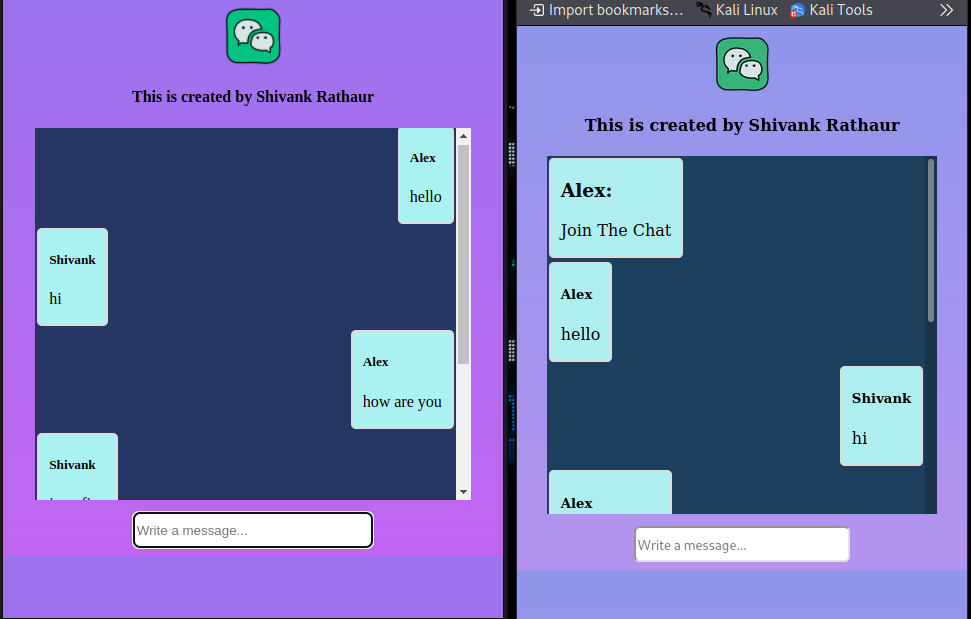 This is created by Shivank Rathaur
Alex
hello
Shivank
hi
Alex
how are you
Shivank
Write a message...
Import bookmarks...
Kali Linux
Kali Tools
This is created by Shivank Rathaur
Alex:
Join The Chat
Alex
hello
Shivank
hi
Alex
Write a message...